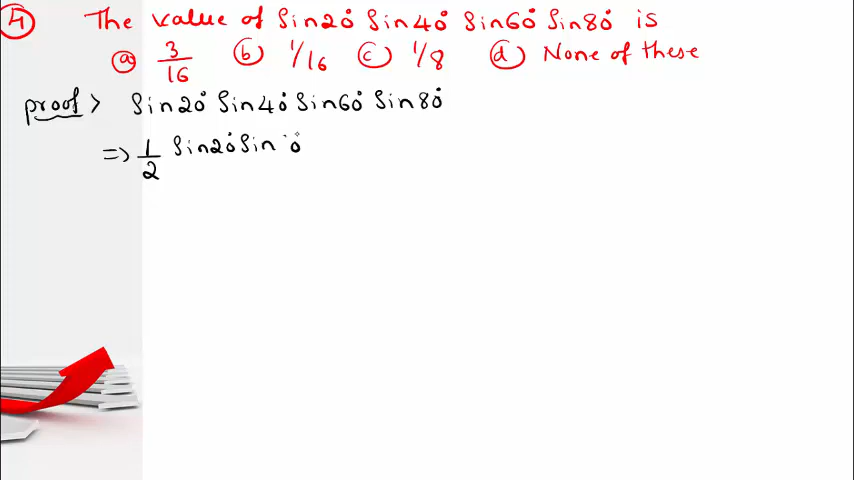 4 The value of Sin20° Sin40° Sin60° Sin80° is
a 3/16 b 1/16 c 1/8 d None of these
proof > Sin20° Sin40° Sin60° Sin80°
=> 1/2 Sin20° Sin